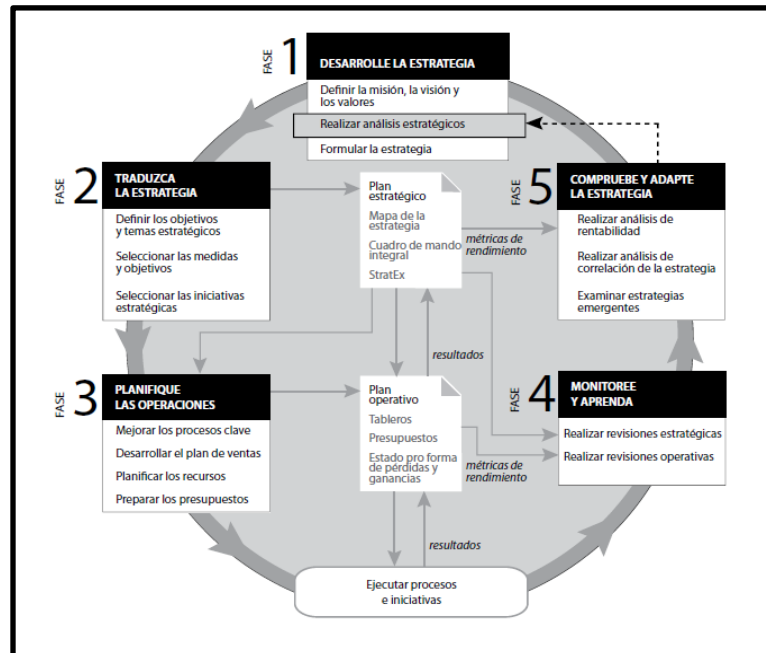 FASE 1
DESARROLLE LA ESTRATEGIA
Definir la misión, la visión y
los valores
Realizar análisis estratégicos
Formular la estrategia
FASE 2
TRADUZCA
LA ESTRATEGIA
Definir los objetivos
y temas estratégicos
Seleccionar las medidas
y objetivos
Seleccionar las iniciativas
estratégicas
Plan
estratégico
Mapa de la
estrategia
Cuadro de mando
integral
StratEx
métricas de
rendimiento
FASE 5
COMPRUEBE Y ADAPTE
LA ESTRATEGIA
Realizar análisis de
rentabilidad
Realizar análisis de
correlación de la estrategia
Examinar estrategias
emergentes
resultados
FASE 3
PLANIFIQUE
LAS OPERACIONES
Mejorar los procesos clave
Desarrollar el plan de ventas
Planificar los recursos
Preparar los presupuestos
Plan
operativo
Tableros
Presupuestos
Estado pro forma
de pérdidas y
ganancias
métricas de
rendimiento
FASE 4
MONITOREE
Y APRENDA
Realizar revisiones estratégicas
Realizar revisiones operativas
resultados
Ejecutar procesos
e iniciativas